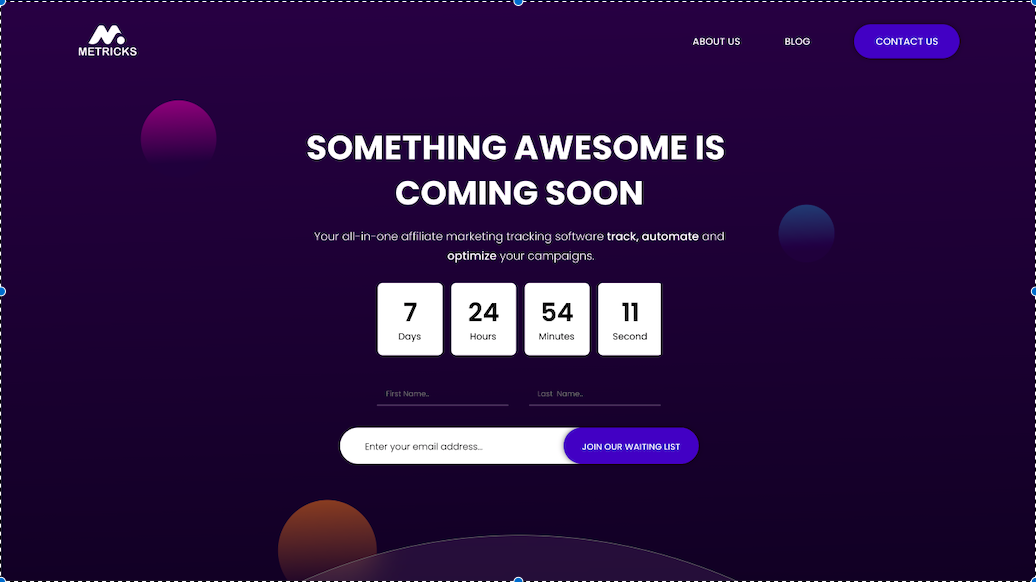 METRICKS
ABOUT US
BLOG
CONTACT US
SOMETHING AWESOME IS
COMING SOON
Your all-in-one affiliate marketing tracking software track, automate and
optimize your campaigns.
7
Days
24
Hours
54
Minutes
11
Second
First Name..
Last Name..
Enter your email address...
JOIN OUR WAITING LIST